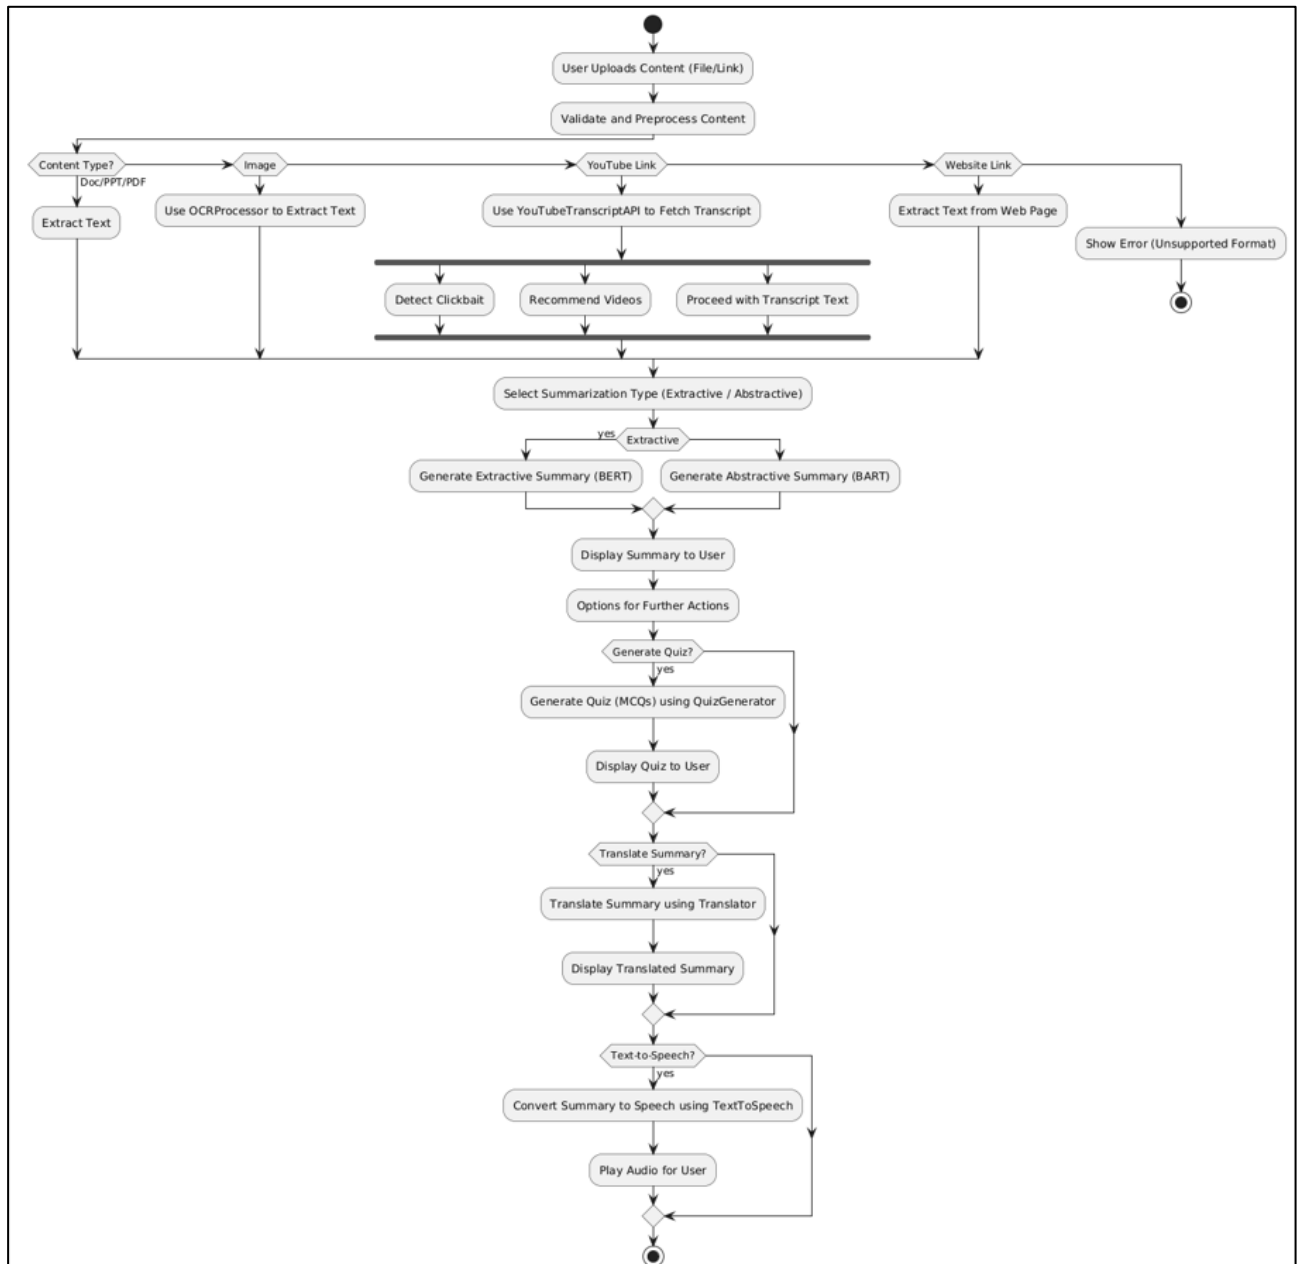 User Uploads Content (File/Link)
Validate and Preprocess Content
Content Type?
Image
YouTube Link
Website Link
Doc/PPT/PDF
Extract Text
Use OCRProcessor to Extract Text
Use YouTubeTranscriptAPI to Fetch Transcript
Extract Text from Web Page
Show Error (Unsupported Format)
Detect Clickbait
Recommend Videos
Proceed with Transcript Text
Select Summarization Type (Extractive / Abstractive)
yes
Extractive
Generate Extractive Summary (BERT)
Generate Abstractive Summary (BART)
Display Summary to User
Options for Further Actions
Generate Quiz?
yes
Generate Quiz (MCQs) using QuizGenerator
Display Quiz to User
Translate Summary?
yes
Translate Summary using Translator
Display Translated Summary
Text-to-Speech?
yes
Convert Summary to Speech using TextToSpeech
Play Audio for User